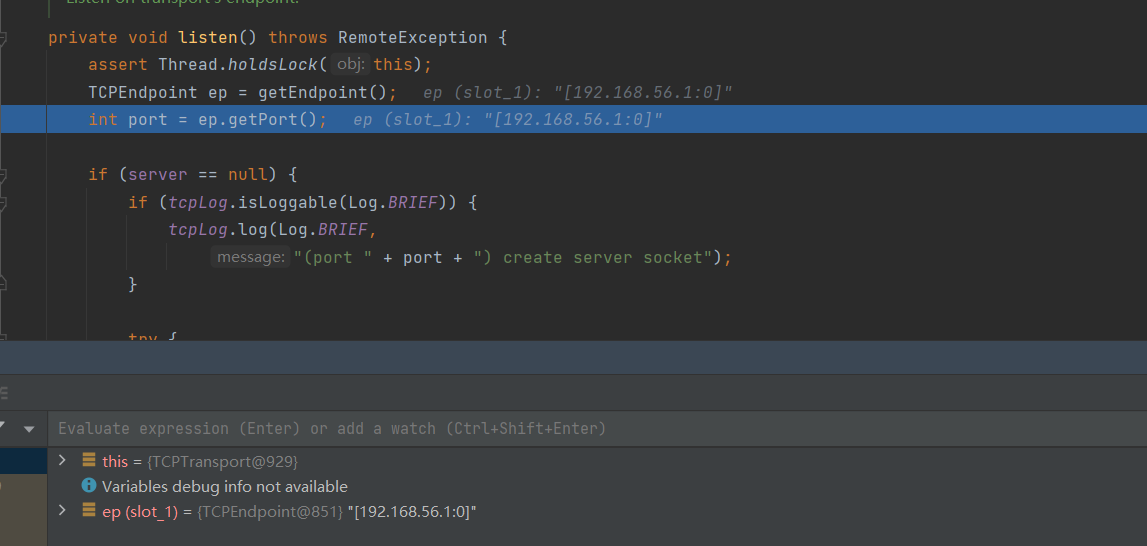 Listen on transport's endpoint.
private void listen() throws RemoteException {
assert Thread.holdsLock( obj: this);
TCPEndpoint ep = getEndpoint(); ep (slot_1): "[192.168.56.1:0]"
int port = ep.getPort(); ep (slot_1): "[192.168.56.1:0]"
if (server == null) {
if (tcpLog.isLoggable(Log.BRIEF)) {
tcpLog.log(Log.BRIEF,
message: "(port " + port + ") create server socket");
}
try {
Evaluate expression (Enter) or add a watch (Ctrl+Shift+Enter)
this = {TCPTransport@929}
Variables debug info not available
ep (slot_1) = {TCPEndpoint@851} "[192.168.56.1:0]"